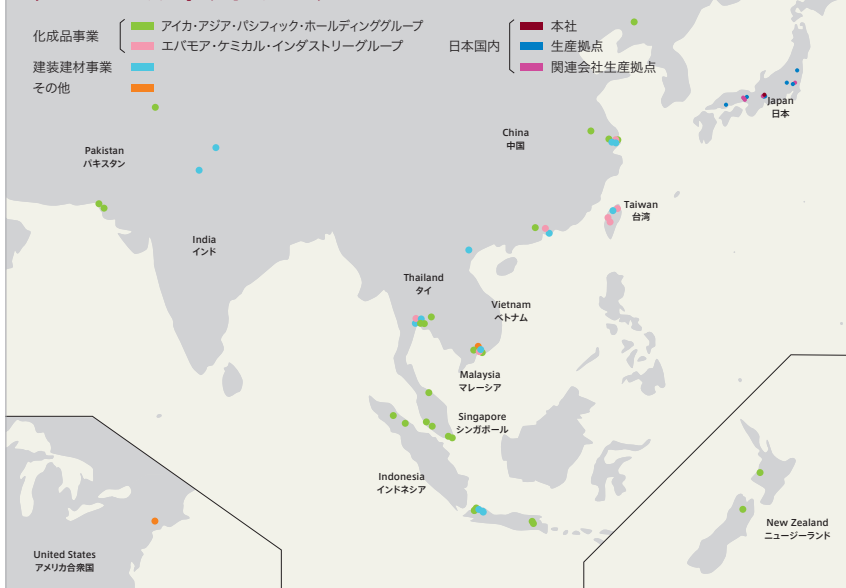 化成品事業
アイカ・アジア・パシフィック・ホールディンググループ
エバモア・ケミカル・インダストリーグループ
建装建材事業
その他
日本国内
本社
生産拠点
関連会社生産拠点
Japan
日本
China
中国
Pakistan
パキスタン
Taiwan
台湾
India
インド
Thailand
タイ
Vietnam
ベトナム
Malaysia
マレーシア
Singapore
シンガポール
Indonesia
インドネシア
New Zealand
ニュージーランド
United States
アメリカ合衆国